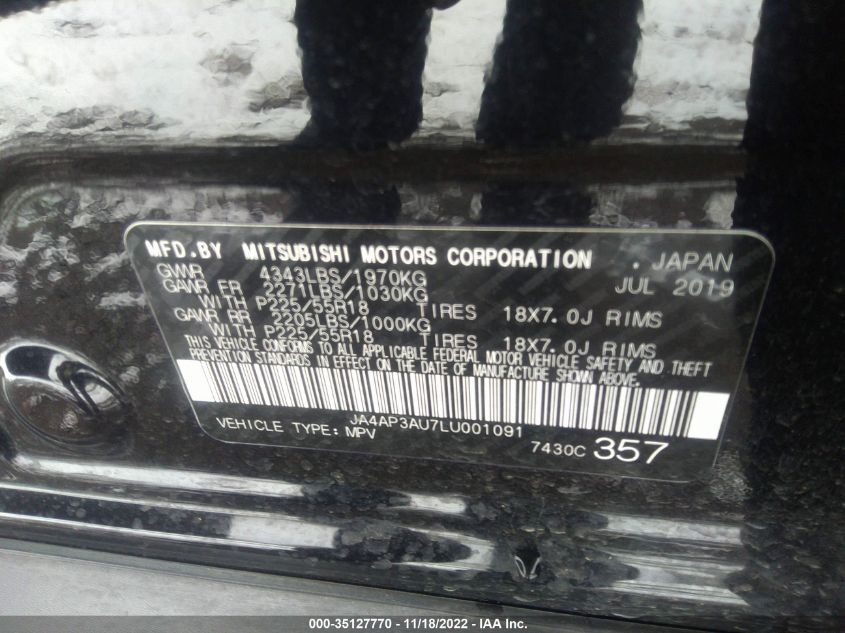 MFD.BY MITSUBISHI MOTORS CORPORATION . JAPAN
GVWR 4343LBS/1970KG JUL 2019
GAWR FR 2271LBS/1030KG
WITH P225/55R18 TIRES 18X7.0J RIMS
GAWR RR 2205LBS/1000KG
WITH P225/55R18 TIRES 18X7.0J RIMS
THIS VEHICLE CONFORMS TO ALL APPLICABLE FEDERAL MOTOR VEHICLE SAFETY AND THEFT
PREVENTION STANDARDS IN EFFECT ON THE DATE OF MANUFACTURE SHOWN ABOVE.
JA4AP3AU7LU001091
VEHICLE TYPE: MPV 7430C 357
000-35127770 - 11/18/2022 - IAA Inc.